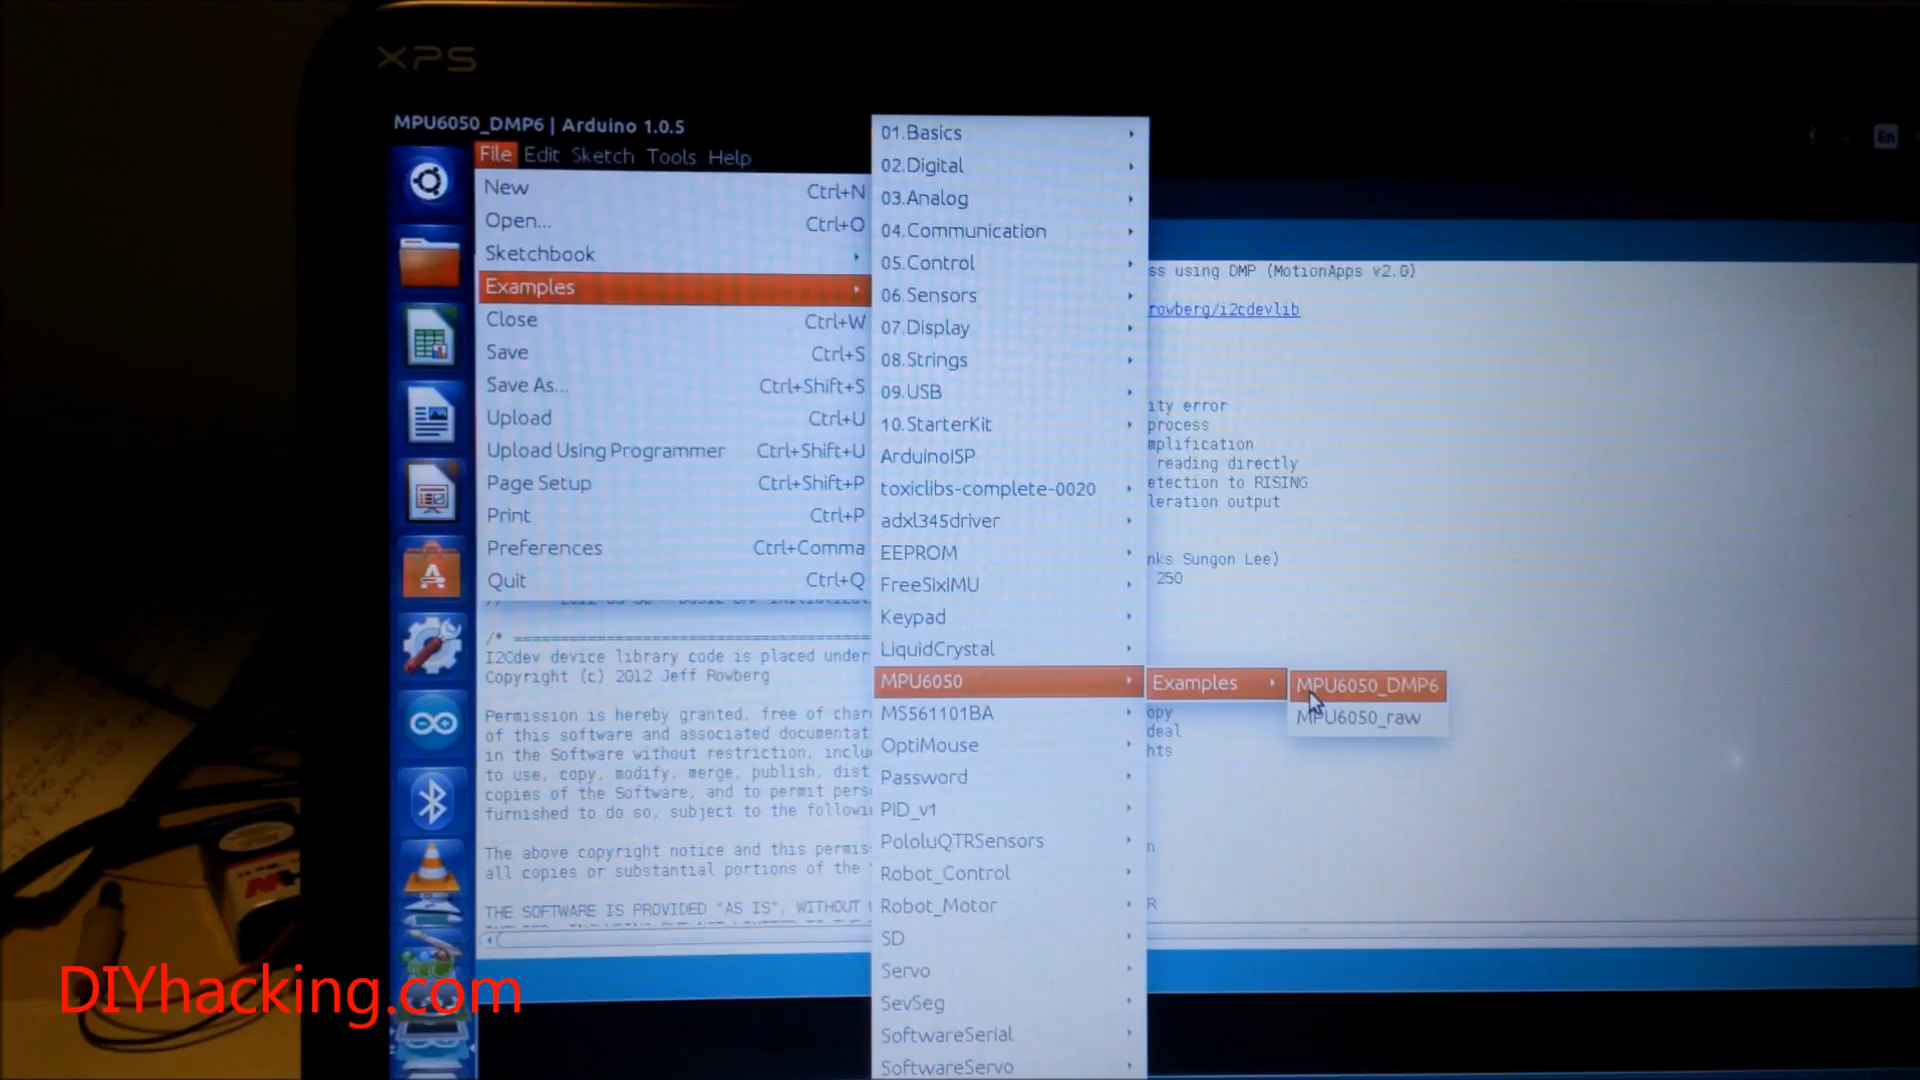 XPS
MPU6050_DMP6 | Arduino 1.0.5
En
File Edit Sketch Tools Help
New Ctrl+N
Open... Ctrl+O
Sketchbook
Examples
Close Ctrl+W
Save Ctrl+S
Save As... Ctrl+Shift+S
Upload Ctrl+U
Upload Using Programmer Ctrl+Shift+U
Page Setup Ctrl+Shift+P
Print Ctrl+P
Preferences Ctrl+Comma
Quit Ctrl+Q
01.Basics
02.Digital
03.Analog
04.Communication
05.Control
06.Sensors
07.Display
08.Strings
09.USB
10.StarterKit
ArduinoISP
toxiclibs-complete-0020
adxl345driver
EEPROM
FreeSixIMU
Keypad
LiquidCrystal
MPU6050
MS561101BA
OptiMouse
Password
PID_v1
PololuQTRSensors
Robot_Control
Robot_Motor
SD
Servo
SevSeg
SoftwareSerial
SoftwareServo
Examples
MPU6050_DMP6
MPU6050_raw
ss using DMP (MotionApps v2.0)
rowberg/i2cdevlib
ity error
process
mplification
reading directly
etection to RISING
leration output
nks Sungon Lee)
250
/* ========================================
I2Cdev device library code is placed under
Copyright (c) 2012 Jeff Rowberg
Permission is hereby granted, free of char opy
of this software and associated documentat deal
in the Software without restriction, inclu hts
to use, copy, modify, merge, publish, dist
copies of the Software, and to permit pers
furnished to do so, subject to the followi
The above copyright notice and this permis n
all copies or substantial portions of the
THE SOFTWARE IS PROVIDED "AS IS", WITHOUT R
DIYhacking.com